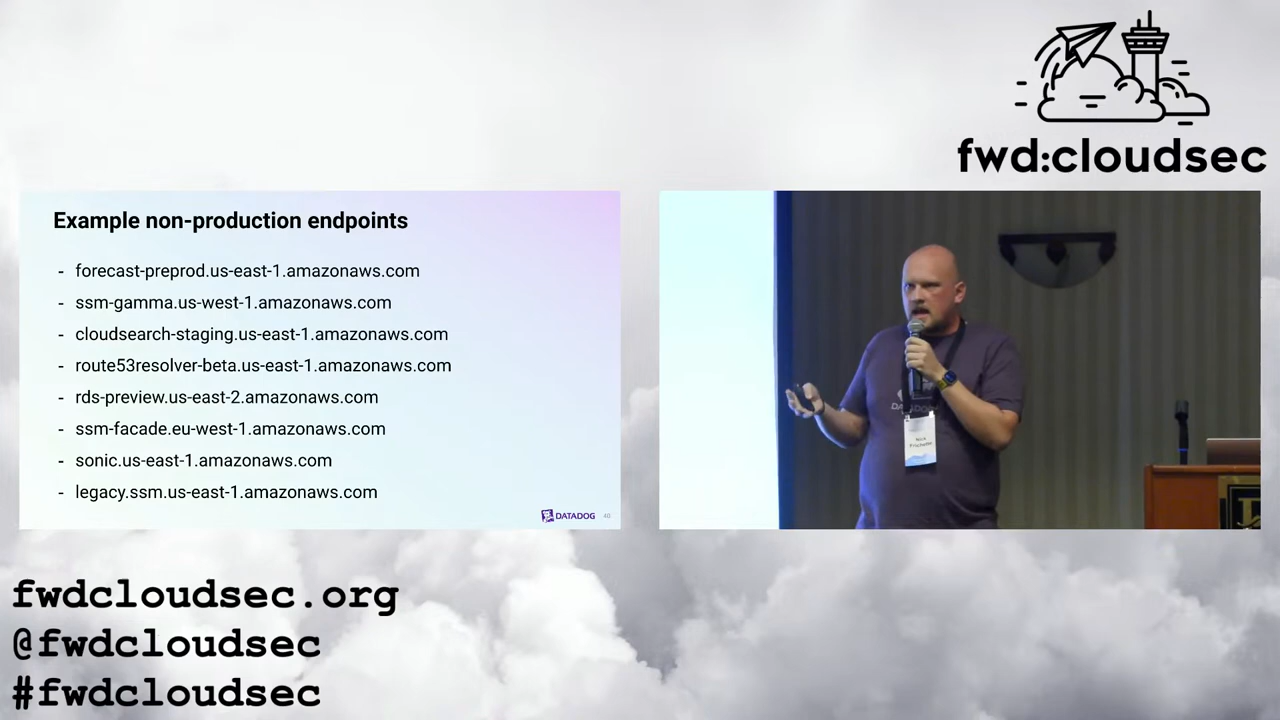 fwd:cloudsec
Example non-production endpoints
- forecast-preprod.us-east-1.amazonaws.com
- ssm-gamma.us-west-1.amazonaws.com
- cloudsearch-staging.us-east-1.amazonaws.com
- route53resolver-beta.us-east-1.amazonaws.com
- rds-preview.us-east-2.amazonaws.com
- ssm-facade.eu-west-1.amazonaws.com
- sonic.us-east-1.amazonaws.com
- legacy.ssm.us-east-1.amazonaws.com
DATADOG 40
Nick
fwdcloudsec.org
@fwdcloudsec
#fwdcloudsec